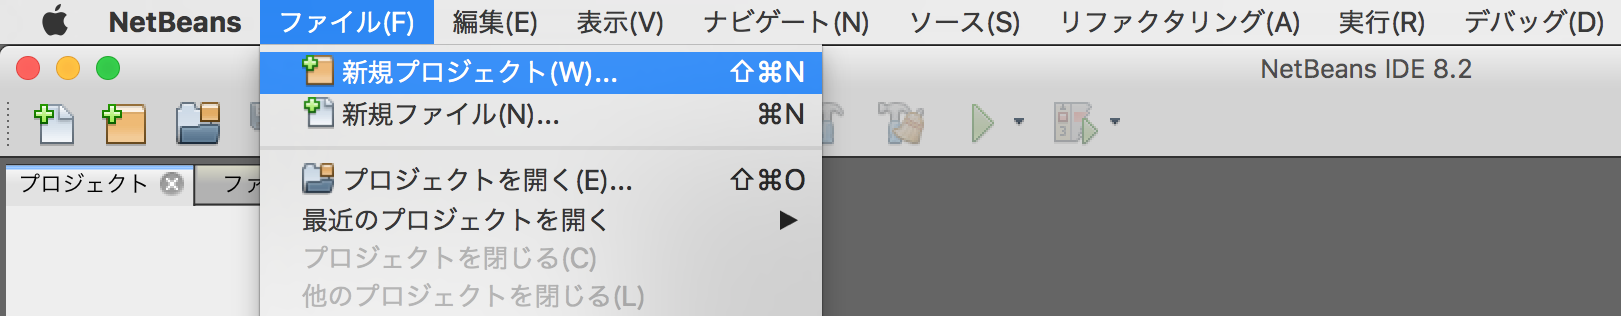 NetBeans ファイル(F) 編集(E) 表示(V) ナビゲート(N) ソース(S) リファクタリング(A) 実行(R) デバッグ(D)
NetBeans IDE 8.2
新規プロジェクト(W)... ⇧⌘N
新規ファイル(N)... ⌘N
プロジェクトを開く(E)... ⇧⌘O
プロジェクト ファ
最近のプロジェクトを開く ▶
プロジェクトを閉じる(C)
他のプロジェクトを閉じる(L)